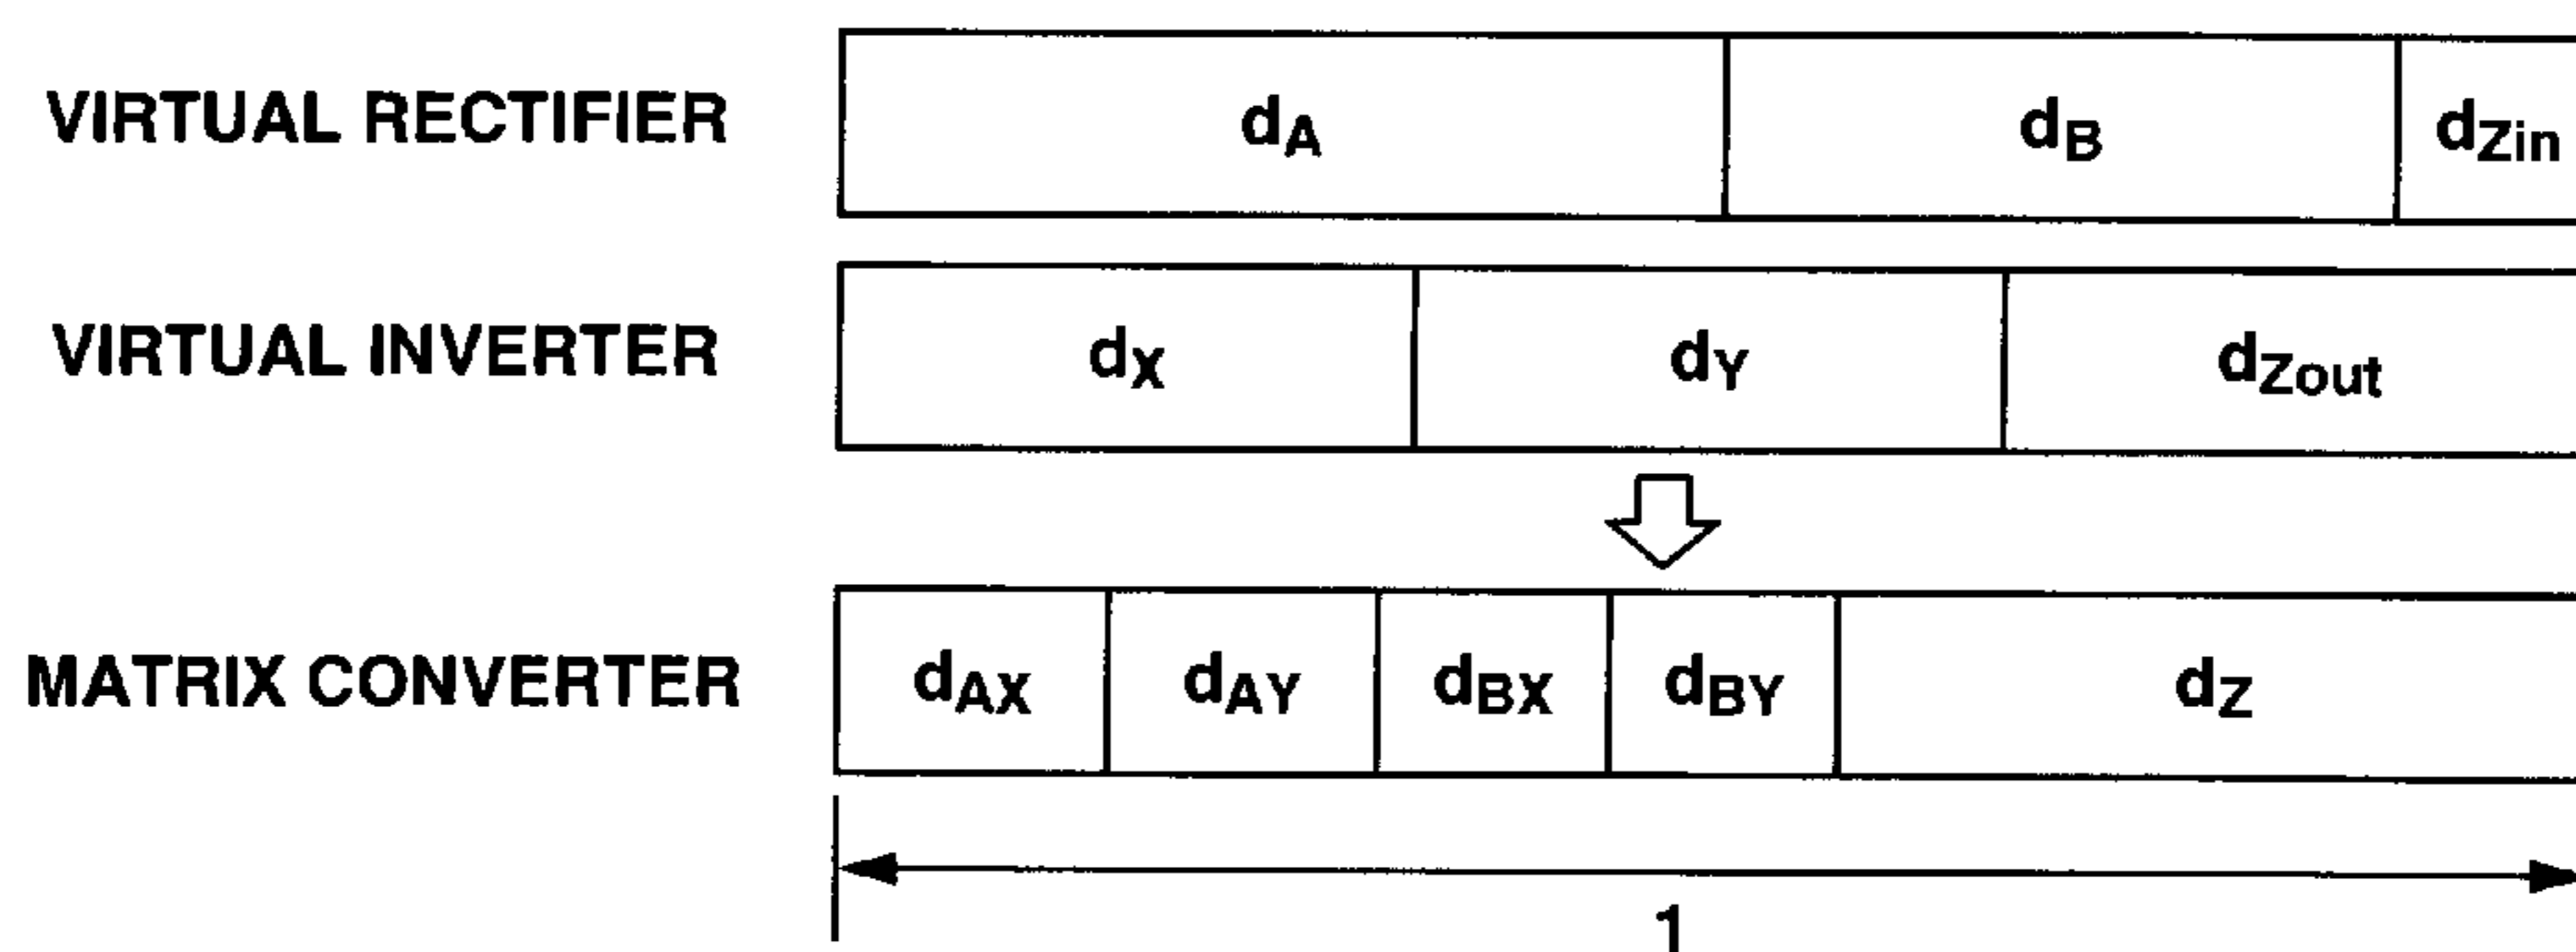 VIRTUAL RECTIFIER dA dB dZin
VIRTUAL INVERTER dX dY dZout
MATRIX CONVERTER dAX dAY dBX dBY dZ
1